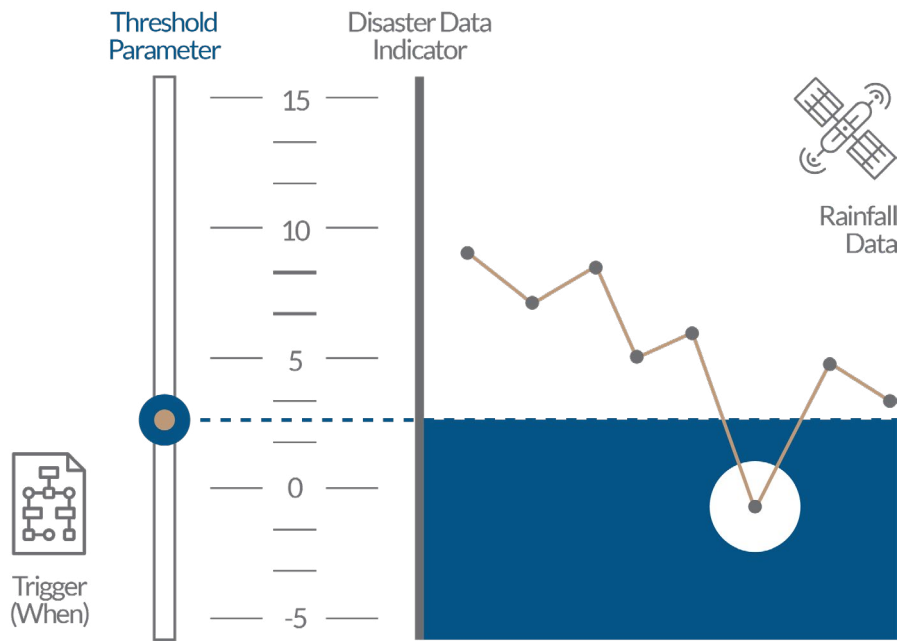 Threshold
Parameter
Disaster Data
Indicator
15
10
5
0
-5
Rainfall
Data
Trigger
(When)